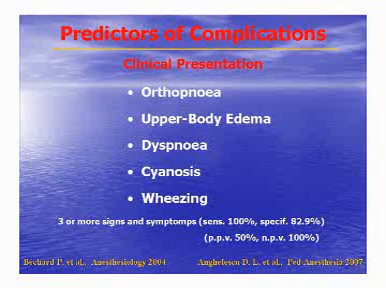 Predictors of Complications
Clinical Presentation
• Orthopnoea
• Upper-Body Edema
• Dyspnoea
• Cyanosis
• Wheezing
3 or more signs and symptomps (sens. 100%, specif. 82.9%)
(p.p.v. 50%, n.p.v. 100%)
Béchard P. et al., Anesthesiology 2004 Anghelescu D. L. et al., Ped Anesthesia 2007